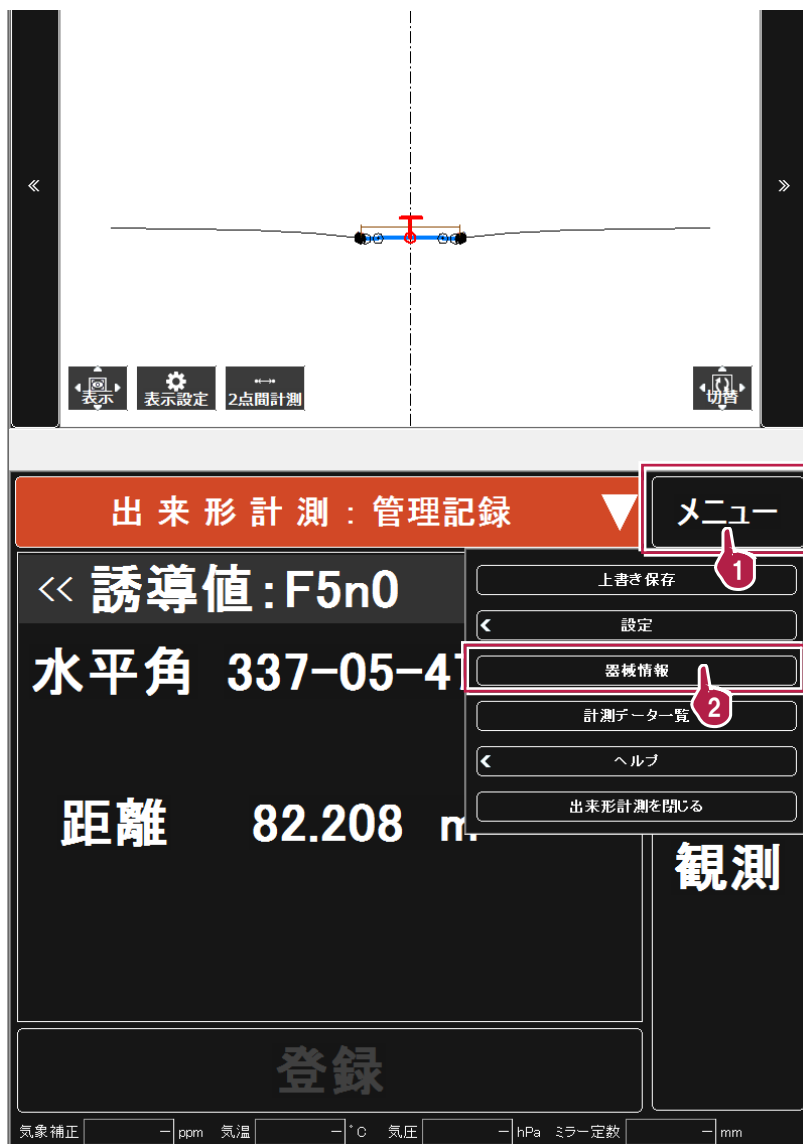 «
»
表示
表示設定
2点間計測
切替
出来形計測：管理記録 ▼
メニュー
1
<< 誘導値:F5n0
上書き保存
設定
水平角 337-05-47
器械情報
2
計測データ一覧
ヘルプ
距離 82.208 m
出来形計測を閉じる
観測
登録
気象補正 － ppm 気温 － °C 気圧 － hPa ミラー定数 － mm